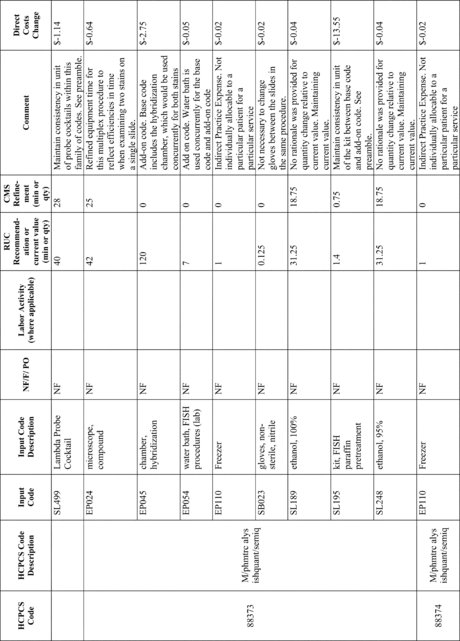 HCPCS
Code
HCPCS Code
Description
Input
Code
Input Code
Description
NF/F/ PO
Labor Activity
(where applicable)
RUC
Recommend-
ation or
current value
(min or qty)
CMS
Refine-
ment
(min or
qty)
Comment
Direct
Costs
Change
SL499
Lambda Probe
Cocktail
NF
40
28
Maintain consistency in unit
of probe cocktails within this
family of codes. See preamble.
$-1.14
88373
M/phmtrc alys
ishquant/semiq
EP024
microscope,
compound
NF
42
25
Refined equipment time for
this multiplex procedure to
reflect efficiencies in time
when examining two stains on
a single slide.
$-0.64
EP045
chamber,
hybridization
NF
120
0
Add-on code. Base code
includes the hybridization
chamber, which would be used
concurrently for both stains
$-2.75
EP054
water bath, FISH
procedures (lab)
NF
7
0
Add on code. Water bath is
used concurrently for the base
code and add-on code
$-0.05
EP110
Freezer
NF
1
0
Indirect Practice Expense. Not
individually allocable to a
particular patient for a
particular service
$-0.02
SB023
gloves, non-
sterile, nitrile
NF
0.125
0
Not necessary to change
gloves between the slides in
the same procedure.
$-0.02
SL189
ethanol, 100%
NF
31.25
18.75
No rationale was provided for
quantity change relative to
current value. Maintaining
current value.
$-0.04
SL195
kit, FISH
paraffin
pretreatment
NF
1.4
0.75
Maintain consistency in unit
of the kit between base code
and add-on code. See
preamble.
$-13.55
SL248
ethanol, 95%
NF
31.25
18.75
No rationale was provided for
quantity change relative to
current value. Maintaining
current value.
$-0.04
88374
M/phmtrc alys
ishquant/semiq
EP110
Freezer
NF
1
0
Indirect Practice Expense. Not
individually allocable to a
particular patient for a
particular service
$-0.02